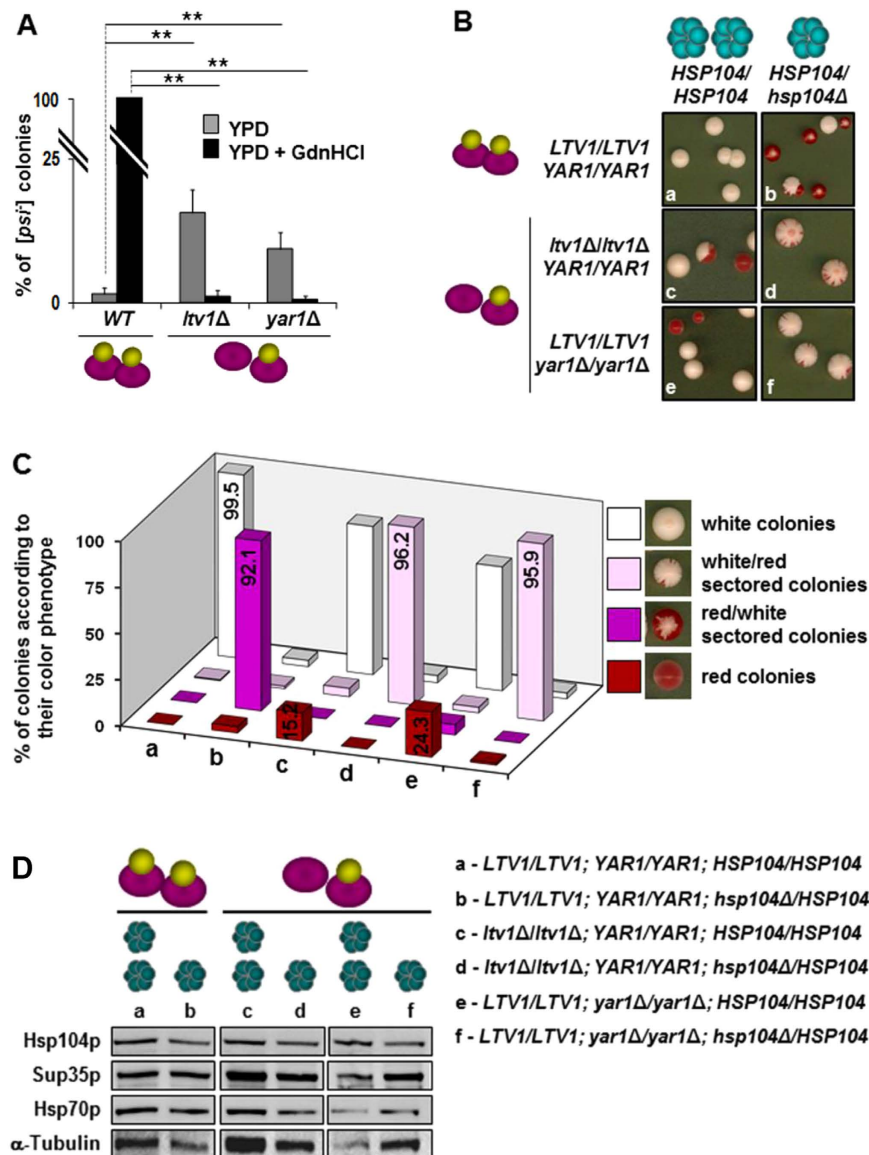 A
**
**
**
**
% of [psi-] colonies
100
25
0
YPD
YPD + GdnHCl
WT
ltv1Δ
yar1Δ
B
HSP104/
HSP104
HSP104/
hsp104Δ
LTV1/LTV1
YAR1/YAR1
a
b
ltv1Δ/ltv1Δ
YAR1/YAR1
c
d
LTV1/LTV1
yar1Δ/yar1Δ
e
f
C
% of colonies according to
their color phenotype
100
75
50
25
0
99.5
92.1
15.2
96.2
24.3
95.9
a
b
c
d
e
f
white colonies
white/red
sectored colonies
red/white
sectored colonies
red colonies
D
a b c d e f
Hsp104p
Sup35p
Hsp70p
α-Tubulin
a - LTV1/LTV1; YAR1/YAR1; HSP104/HSP104
b - LTV1/LTV1; YAR1/YAR1; hsp104Δ/HSP104
c - ltv1Δ/ltv1Δ; YAR1/YAR1; HSP104/HSP104
d - ltv1Δ/ltv1Δ; YAR1/YAR1; hsp104Δ/HSP104
e - LTV1/LTV1; yar1Δ/yar1Δ; HSP104/HSP104
f - LTV1/LTV1; yar1Δ/yar1Δ; hsp104Δ/HSP104